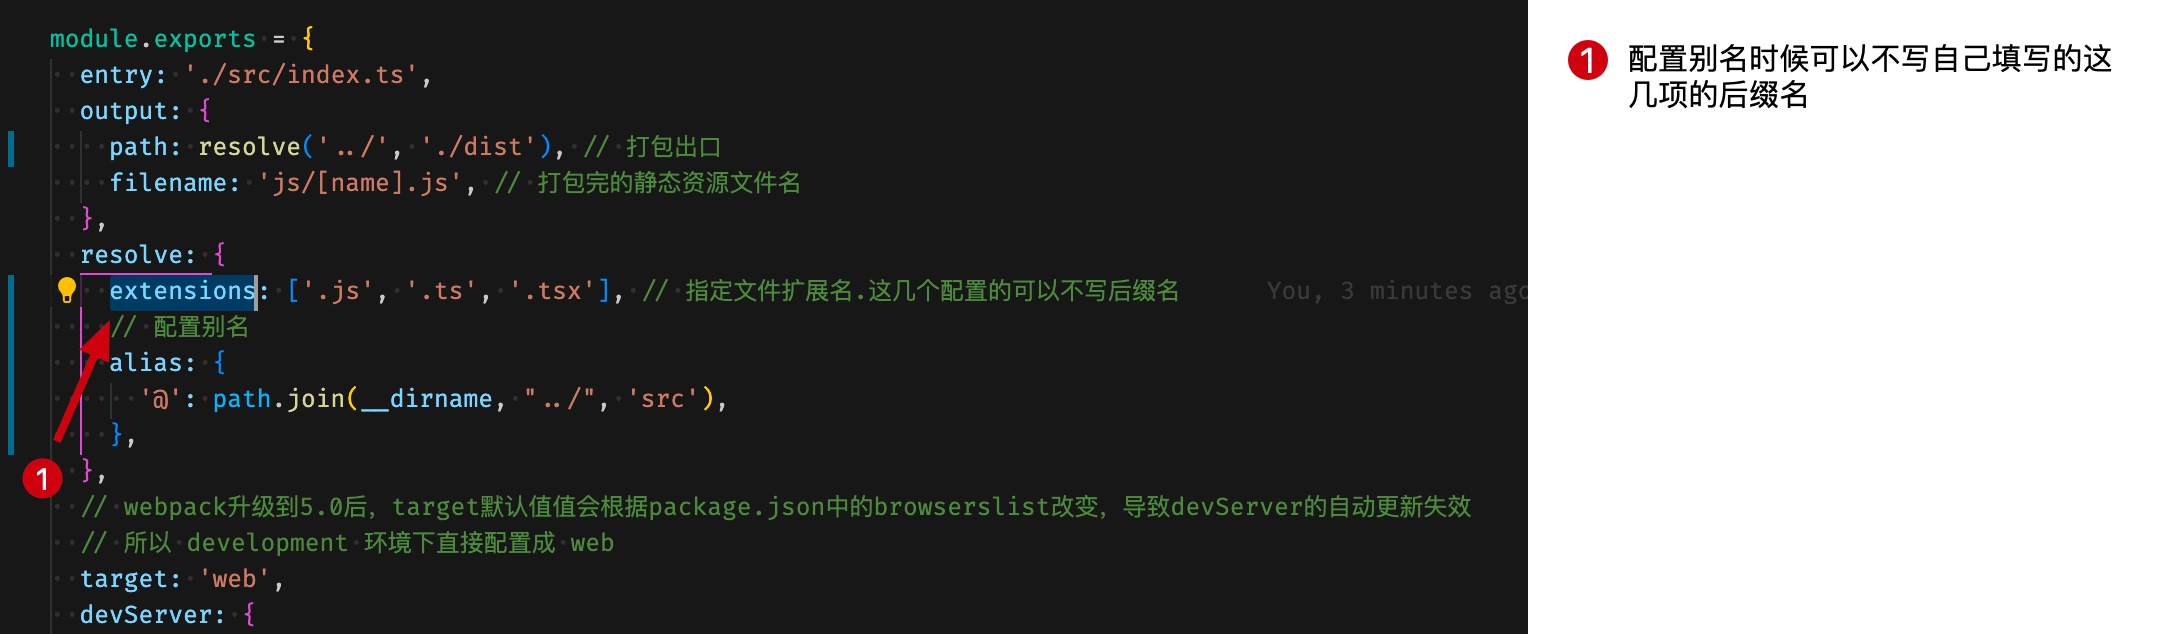 module.exports = {
entry: './src/index.ts',
output: {
path: resolve('../', './dist'), // 打包出口
filename: 'js/[name].js', // 打包完的静态资源文件名
},
resolve: {
extensions: ['.js', '.ts', '.tsx'], // 指定文件扩展名.这几个配置的可以不写后缀名 You, 3 minutes ago
// 配置别名
alias: {
'@': path.join(__dirname, "../", 'src'),
},
1
},
// webpack升级到5.0后，target默认值值会根据package.json中的browserslist改变，导致devServer的自动更新失效
// 所以 development 环境下直接配置成 web
target: 'web',
devServer: {
1 配置别名时候可以不写自己填写的这
几项的后缀名